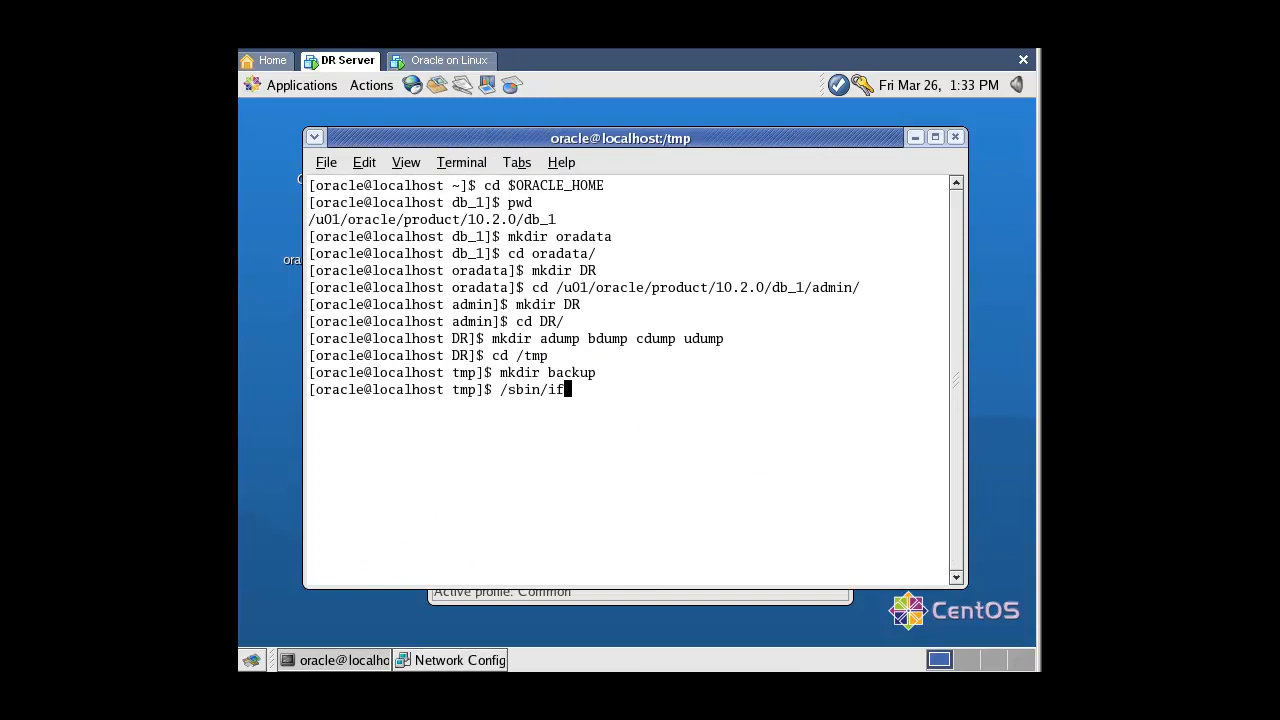 Home DR Server Oracle on Linux
Applications Actions Fri Mar 26, 1:33 PM
oracle@localhost:/tmp
File Edit View Terminal Tabs Help
[oracle@localhost ~]$ cd $ORACLE_HOME
[oracle@localhost db_1]$ pwd
/u01/oracle/product/10.2.0/db_1
[oracle@localhost db_1]$ mkdir oradata
[oracle@localhost db_1]$ cd oradata/
[oracle@localhost oradata]$ mkdir DR
[oracle@localhost oradata]$ cd /u01/oracle/product/10.2.0/db_1/admin/
[oracle@localhost admin]$ mkdir DR
[oracle@localhost admin]$ cd DR/
[oracle@localhost DR]$ mkdir adump bdump cdump udump
[oracle@localhost DR]$ cd /tmp
[oracle@localhost tmp]$ mkdir backup
[oracle@localhost tmp]$ /sbin/if
ora
Active profile: Common
CentOS
oracle@localho Network Config